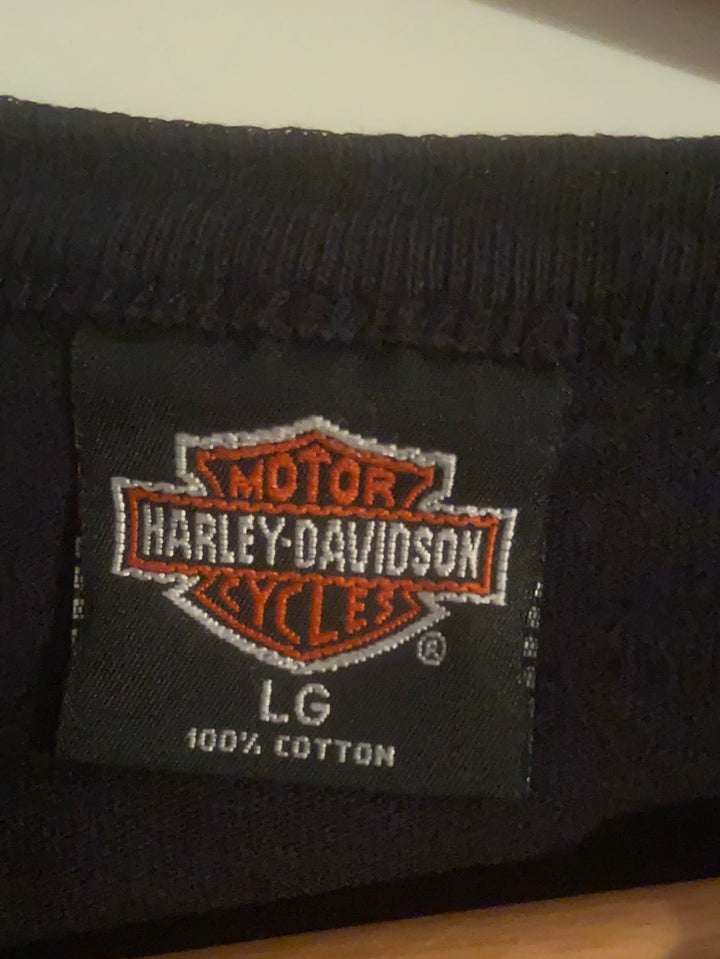 MOTOR
HARLEY-DAVIDSON
CYCLES
®
LG
100% COTTON